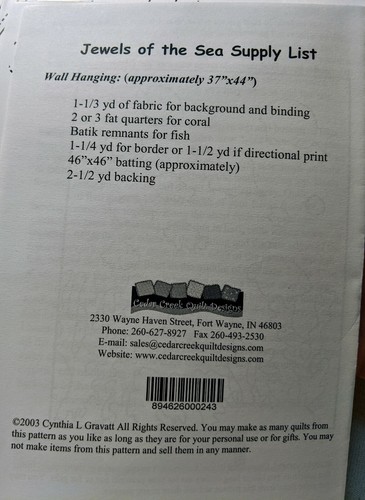 Jewels of the Sea Supply List
Wall Hanging: (approximately 37"x44")
1-1/3 yd of fabric for background and binding
2 or 3 fat quarters for coral
Batik remnants for fish
1-1/4 yd for border or 1-1/2 yd if directional print
46"x46" batting (approximately)
2-1/2 yd backing
Cedar Creek Quilt Designs
2330 Wayne Haven Street, Fort Wayne, IN 46803
Phone: 260-627-8927 Fax 260-493-2530
E-mail: sales@cedarcreekquiltdesigns.com
Website: www.cedarcreekquiltdesigns.com
894626000243
©2003 Cynthia L Gravatt All Rights Reserved. You may make as many quilts from
this pattern as you like as long as they are for your personal use or for gifts. You may
not make items from this pattern and sell them in any manner.